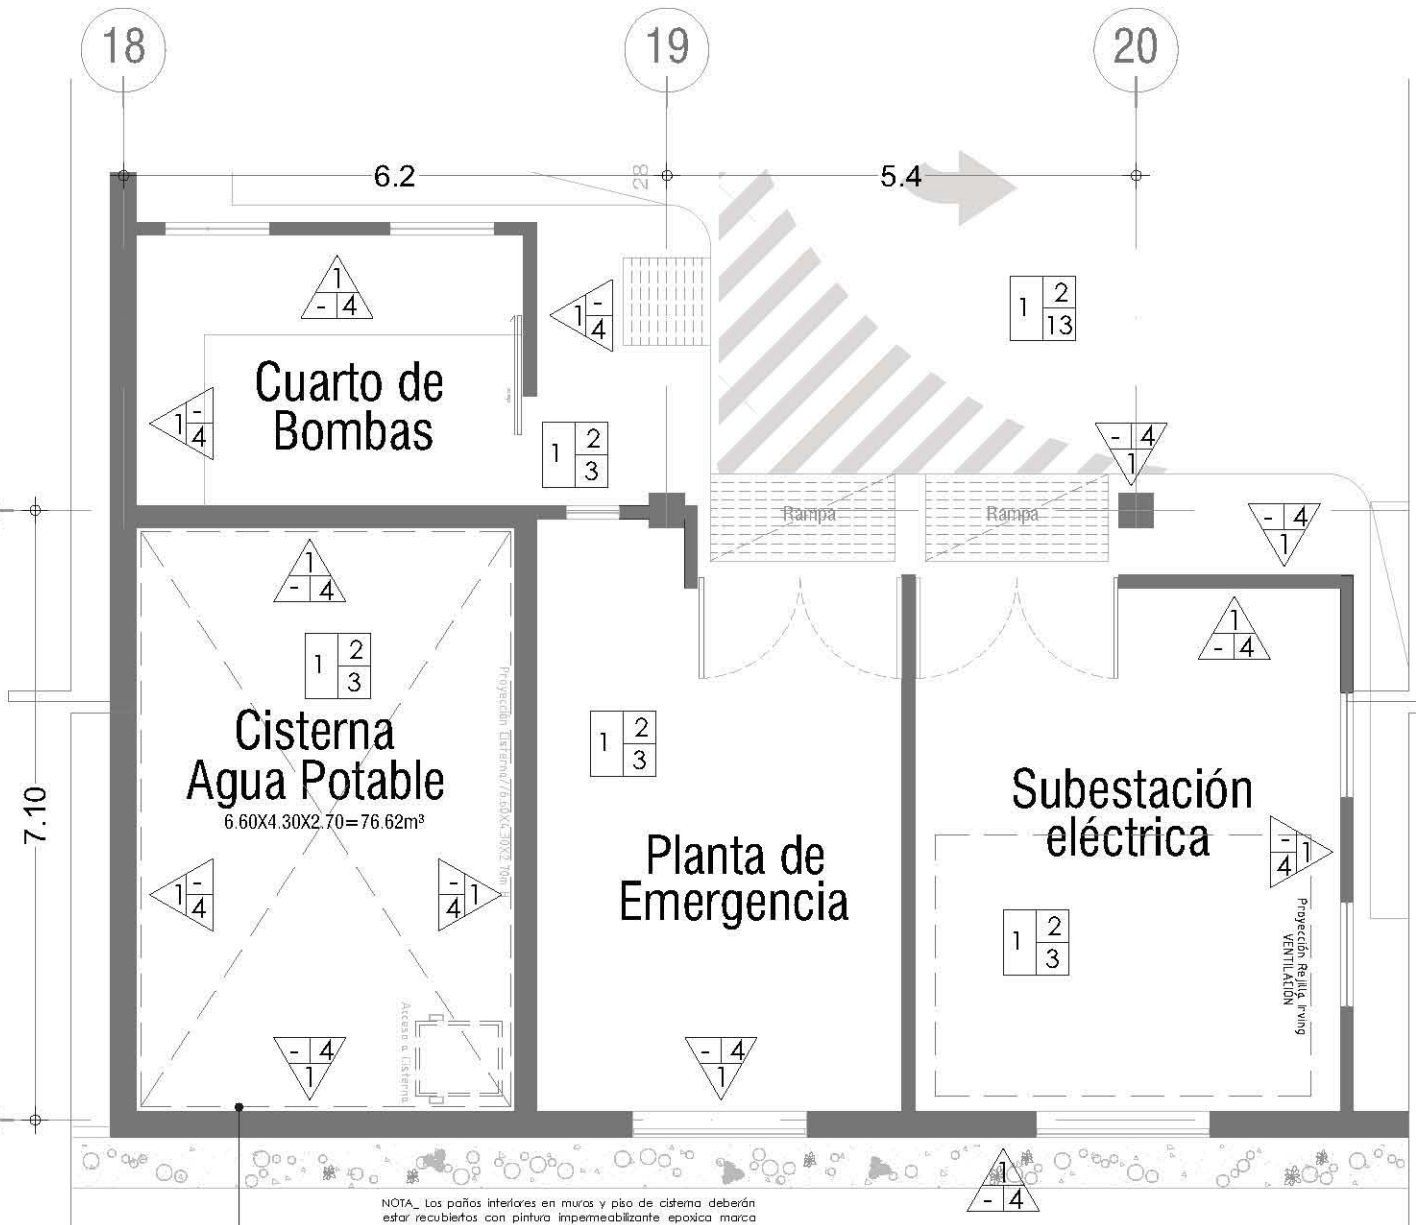 18
19
20
6.2
28
5.4
1
- 4
1 -
4
1 2
13
Cuarto de
Bombas
1 -
4
1 2
3
- 4
1
Rampa
Rampa
- 4
1
1
- 4
1
- 4
1 2
3
Cisterna
Agua Potable
6.60X4.30X2.70=76.62m³
7.10
1 2
3
Planta de
Emergencia
Subestación
eléctrica
- 1
4
1 -
4
- 1
4
1 2
3
Proyección Rejilla Irving
VENTILACIÓN
Acceso a Cisterna
- 4
1
- 4
1
1
- 4
NOTA_ Los paños interiores en muros y piso de cisterna deberán
estar recubiertos con pintura impermeabilizante epoxica marca